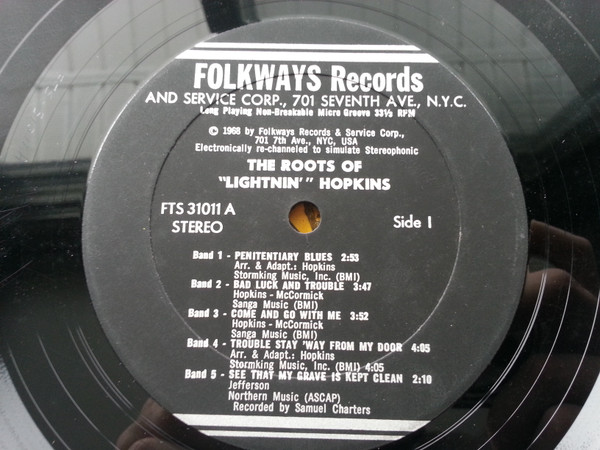 FOLKWAYS Records
AND SERVICE CORP., 701 SEVENTH AVE., N.Y.C.
Long Playing Non-Breakable Micro Groove 33⅓ RPM
© 1968 by Folkways Records & Service Corp.,
701 7th Ave., NYC, USA
Electronically re-channeled to simulate Stereophonic
THE ROOTS OF
"LIGHTNIN'" HOPKINS
FTS 31011 A
STEREO
Side I
Band 1 - PENITENTIARY BLUES 2:53
Arr. & Adapt.: Hopkins
Stormking Music, Inc. (BMI)
Band 2 - BAD LUCK AND TROUBLE 3:47
Hopkins - McCormick
Sanga Music (BMI)
Band 3 - COME AND GO WITH ME 3:52
Hopkins - McCormick
Sanga Music (BMI)
Band 4 - TROUBLE STAY 'WAY FROM MY DOOR 4:05
Arr. & Adapt.: Hopkins
Stormking Music, Inc. (BMI) 4:05
Band 5 - SEE THAT MY GRAVE IS KEPT CLEAN 2:10
Jefferson
Northern Music (ASCAP)
Recorded by Samuel Charters